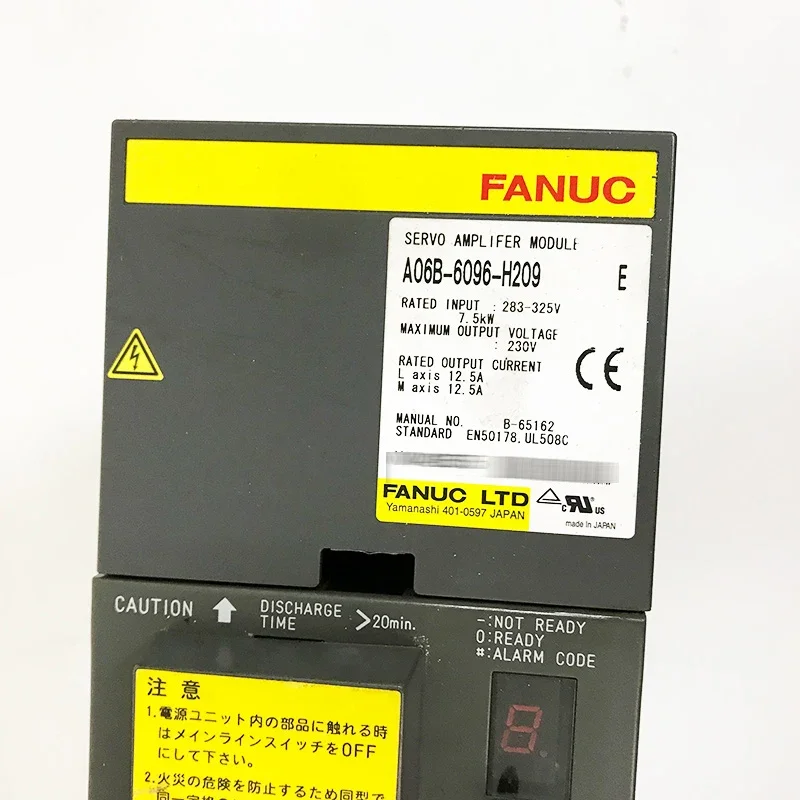 FANUC
SERVO AMPLIFER MODULE
A06B-6096-H209 E
RATED INPUT : 283-325V
7.5kW
MAXIMUM OUTPUT VOLTAGE
: 230V
RATED OUTPUT CURRENT
L axis 12.5A
M axis 12.5A
CE
MANUAL NO. B-65162
STANDARD EN50178,UL508C
FANUC LTD
Yamanashi 401-0597 JAPAN
c UR US
made in JAPAN
CAUTION
DISCHARGE
TIME >20min.
-:NOT READY
0:READY
#:ALARM CODE
8
注意
1.電源ユニット内の部品に触れる時
はメインラインスイッチをOFF
にして下さい。
2.火災の危険を防止するため同型で